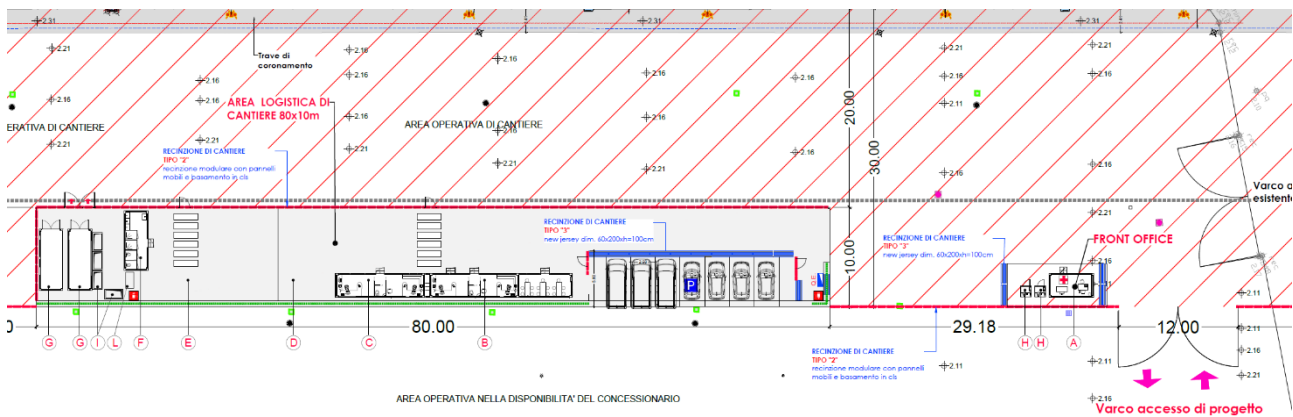 2.31
2.31
2.31
2.21
Trave di
coronamento
2.16
2.16
2.16
2.21
2.21
2.16
2.16
2.16
2.16
2.16
2.16
2.11
2.16
AREA LOGISTICA DI
CANTIERE 80x10m
20.00
ERATIVA DI CANTIERE
AREA OPERATIVA DI CANTIERE
2.16
2.21
2.21
RECINZIONE DI CANTIERE
TIPO "2"
recinzione modulare con pannelli
mobili e basamento in cls
2.21
2.21
2.16
2.16
30.00
2.16
Varco a
esistente
2.21
RECINZIONE DI CANTIERE
TIPO "3"
new jersey dim. 60x200xh=100cm
RECINZIONE DI CANTIERE
TIPO "3"
new jersey dim. 60x200xh=100cm
FRONT OFFICE
10.00
2.16
P
2.11
0
80.00
29.18
12.00
2.11
2.16
2.21
G
G
I
L
F
E
D
C
B
H
H
A
RECINZIONE DI CANTIERE
TIPO "2"
recinzione modulare con pannelli
mobili e basamento in cls
2.11
2.11
2.16
AREA OPERATIVA NELLA DISPONIBILITA' DEL CONCESSIONARIO
Varco accesso di progetto